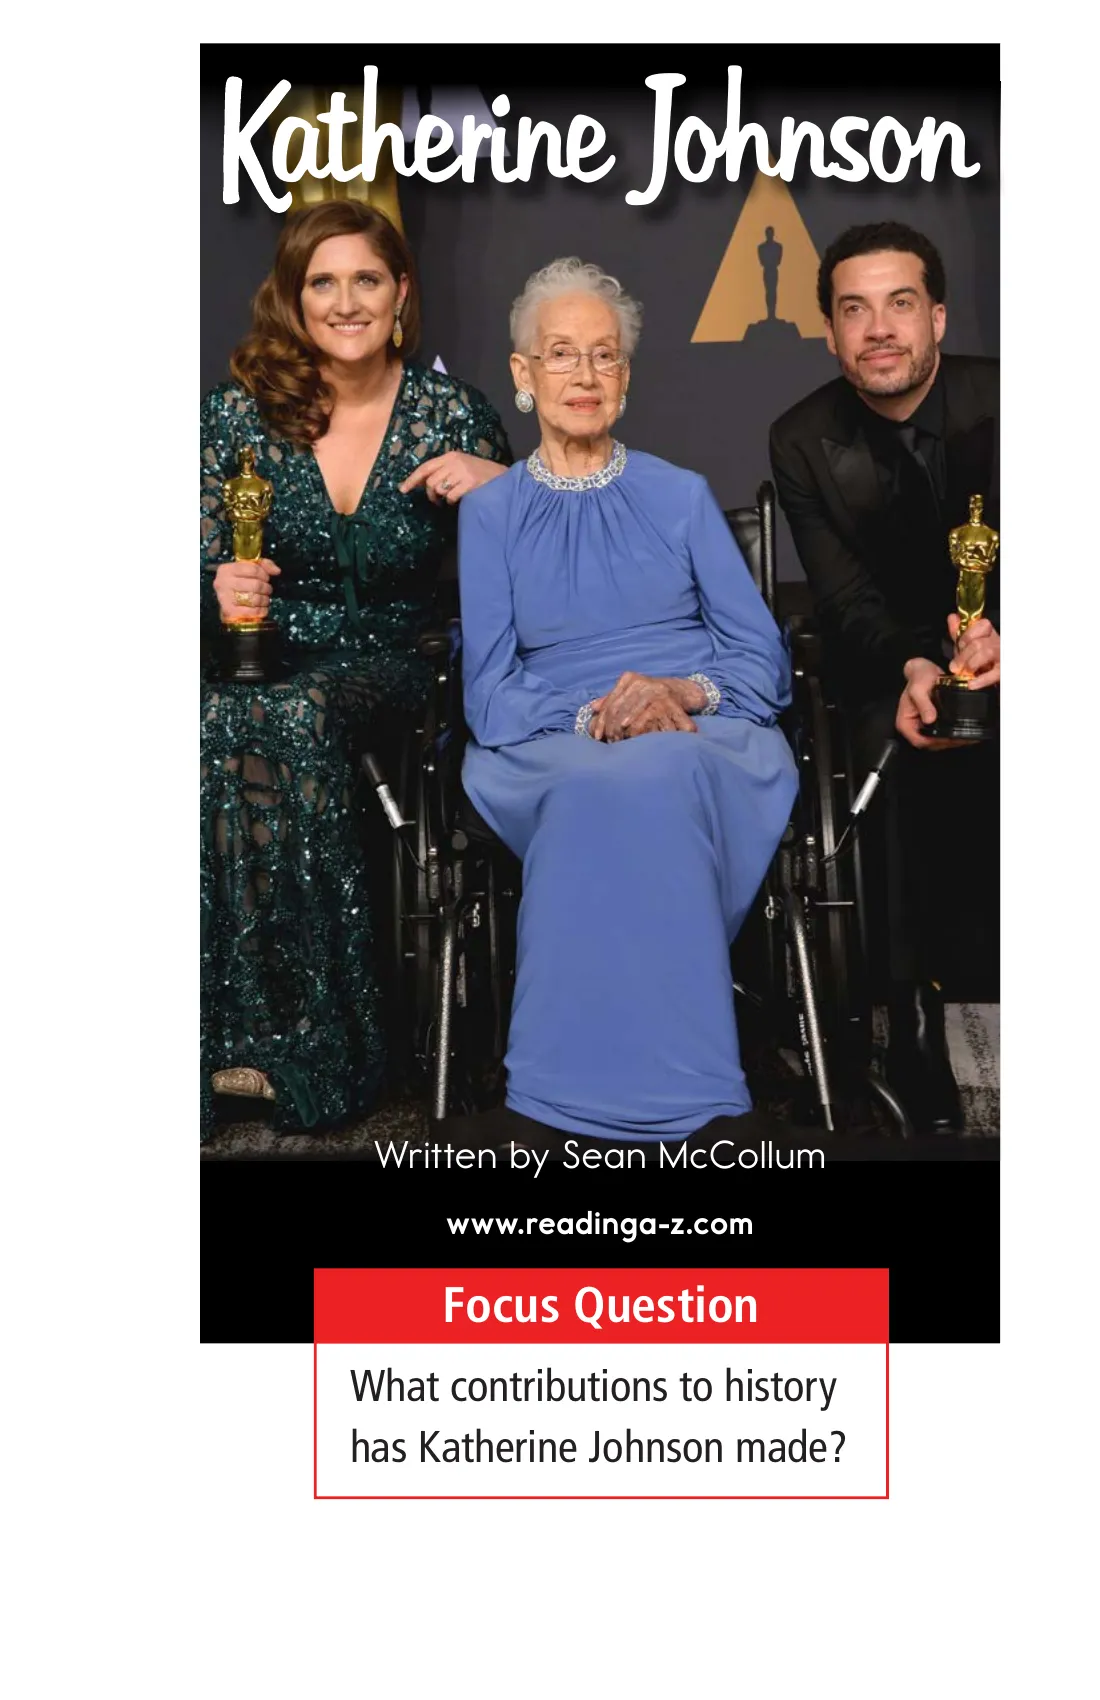 Katherine Johnson
Written by Sean McCollum
www.readinga-z.com
Focus Question
What contributions to history
has Katherine Johnson made?